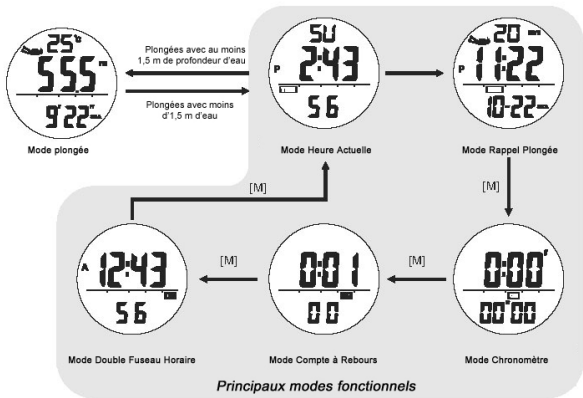 25°c
55.5 m
9'22"
Mode plongée
Plongées avec au moins
1,5 m de profondeur d'eau
Plongées avec moins
d'1,5 m d'eau
SU
P 2:43
56
Mode Heure Actuelle
20
P 11:22
10-22
Mode Rappel Plongée
[M]
[M]
A 12:43
56
Mode Double Fuseau Horaire
[M]
0:01
00
Mode Compte à Rebours
[M]
0:00'
00"00
Mode Chronomètre
Principaux modes fonctionnels